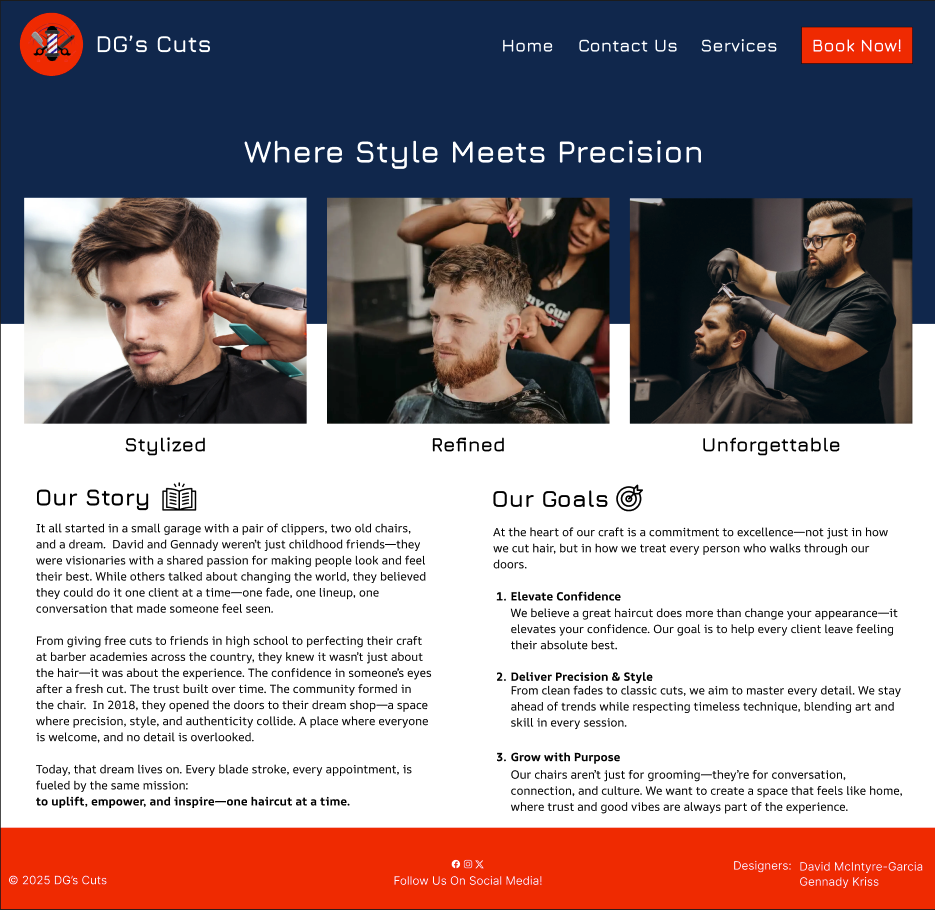 DG's Cuts
Home Contact Us Services Book Now!
Where Style Meets Precision
Stylized Refined Unforgettable
Our Story
It all started in a small garage with a pair of clippers, two old chairs,
and a dream.  David and Gennady weren't just childhood friends—they
were visionaries with a shared passion for making people look and feel
their best. While others talked about changing the world, they believed
they could do it one client at a time—one fade, one lineup, one
conversation that made someone feel seen.
From giving free cuts to friends in high school to perfecting their craft
at barber academies across the country, they knew it wasn't just about
the hair—it was about the experience. The confidence in someone's eyes
after a fresh cut. The trust built over time. The community formed in
the chair.  In 2018, they opened the doors to their dream shop—a space
where precision, style, and authenticity collide. A place where everyone
is welcome, and no detail is overlooked.
Today, that dream lives on. Every blade stroke, every appointment, is
fueled by the same mission:
to uplift, empower, and inspire—one haircut at a time.
Our Goals
At the heart of our craft is a commitment to excellence—not just in how
we cut hair, but in how we treat every person who walks through our
doors.
1. Elevate Confidence
We believe a great haircut does more than change your appearance—it
elevates your confidence. Our goal is to help every client leave feeling
their absolute best.
2. Deliver Precision & Style
From clean fades to classic cuts, we aim to master every detail. We stay
ahead of trends while respecting timeless technique, blending art and
skill in every session.
3. Grow with Purpose
Our chairs aren't just for grooming—they're for conversation,
connection, and culture. We want to create a space that feels like home,
where trust and good vibes are always part of the experience.
© 2025 DG's Cuts
Follow Us On Social Media!
Designers: David McIntyre-Garcia
Gennady Kriss